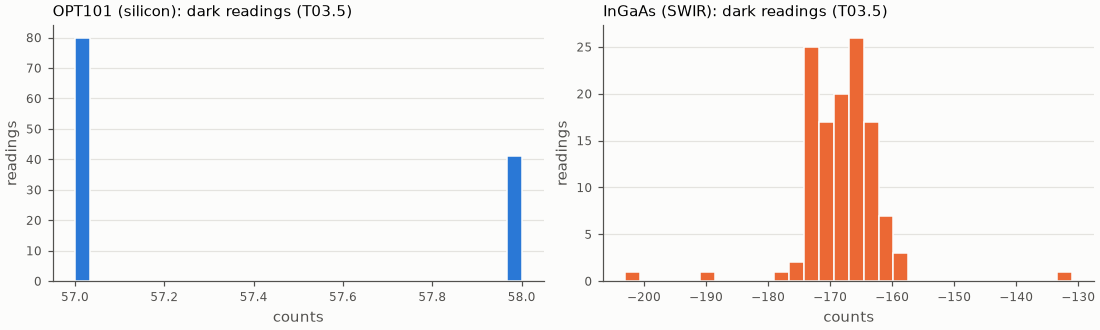 OPT101 (silicon): dark readings (T03.5)
80
70
60
50
40
30
20
10
0
readings
57.0 57.2 57.4 57.6 57.8 58.0
counts
InGaAs (SWIR): dark readings (T03.5)
25
20
15
10
5
0
readings
−200 −190 −180 −170 −160 −150 −140 −130
counts